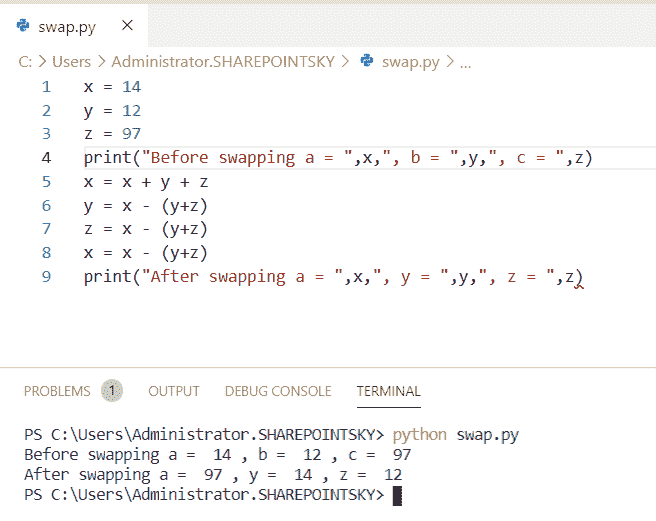 swap.py
C: > Users > Administrator.SHAREPOINTSKY > swap.py > ...
1 x = 14
2 y = 12
3 z = 97
4 print("Before swapping a = ",x,", b = ",y,", c = ",z)
5 x = x + y + z
6 y = x - (y+z)
7 z = x - (y+z)
8 x = x - (y+z)
9 print("After swapping a = ",x,", y = ",y,", z = ",z)
PROBLEMS 1 OUTPUT DEBUG CONSOLE TERMINAL
PS C:\Users\Administrator.SHAREPOINTSKY> python swap.py
Before swapping a =  14 , b =  12 , c =  97
After swapping a =  97 , y =  14 , z =  12
PS C:\Users\Administrator.SHAREPOINTSKY>